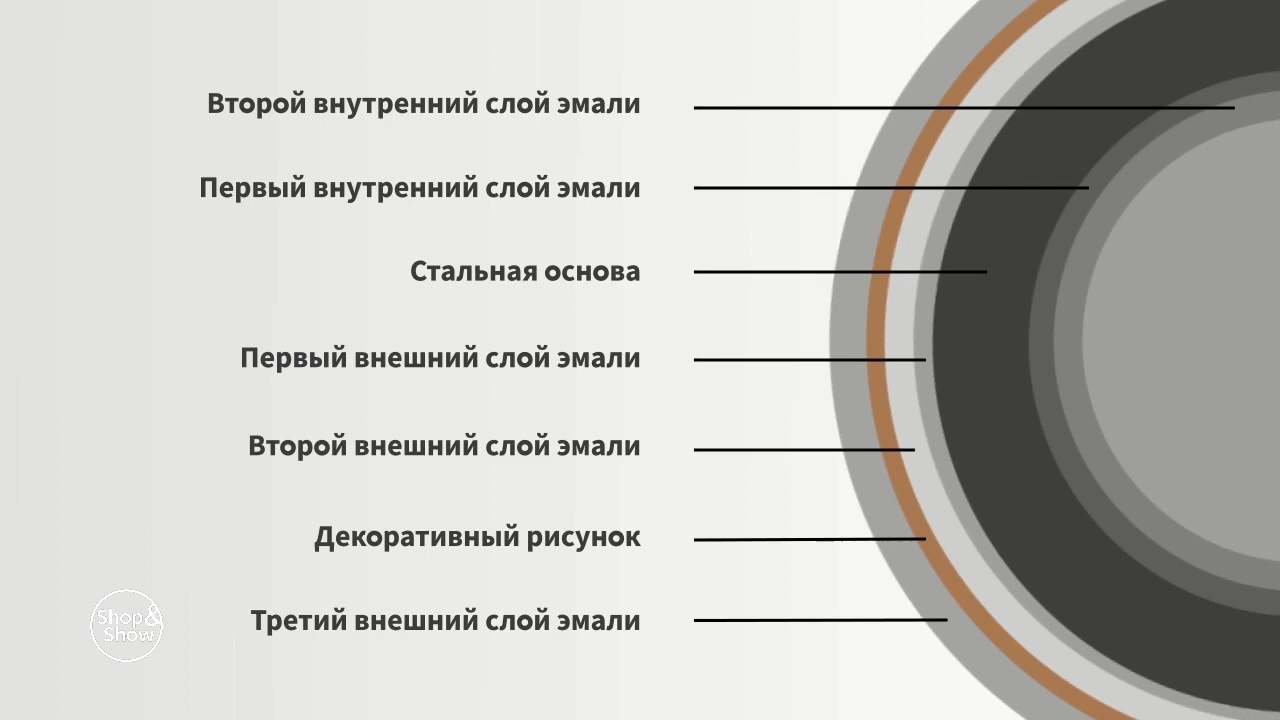 Второй внутренний слой эмали
Первый внутренний слой эмали
Стальная основа
Первый внешний слой эмали
Второй внешний слой эмали
Декоративный рисунок
Третий внешний слой эмали
Shop&
Show